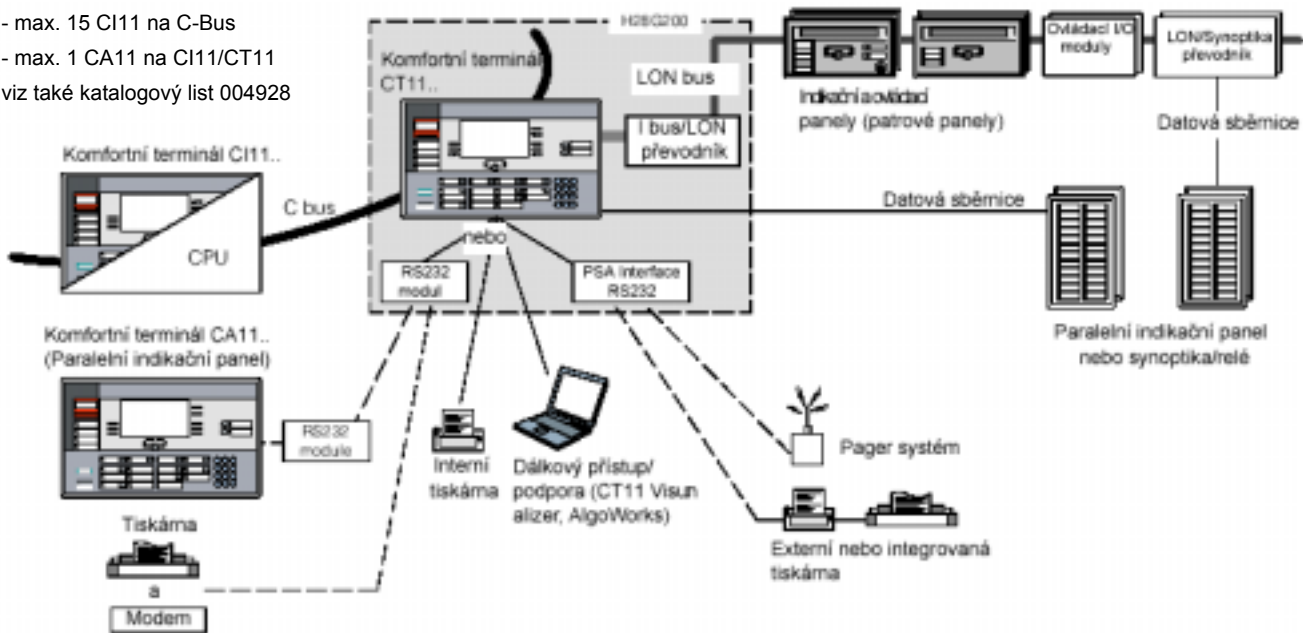 - max. 15 CI11 na C-Bus
- max. 1 CA11 na CI11/CT11
viz také katalogový list 004928
H28G200
Komfortní terminál
CT11..
LON bus
I bus/LON
převodník
Indikační a ovládací
panely (patrové panely)
Ovládací I/O
moduly
LON/Synoptika
převodník
Datová sběrnice
Komfortní terminál CI11..
CPU
C bus
Datová sběrnice
nebo
RS232
modul
PSA Interface
RS232
Paralelní indikační panel
nebo synoptika/relé
Komfortní terminál CA11..
(Paralelní indikační panel)
RS232
module
Interní
tiskárna
Dálkový přístup/
podpora (CT11 Visun
alizer, AlgoWorks)
Pager systém
Externí nebo integrovaná
tiskárna
Tiskárna
a
Modem